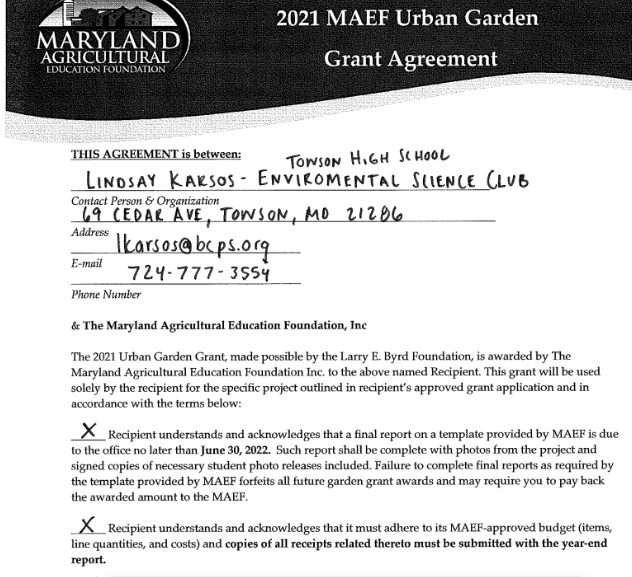 MARYLAND
AGRICULTURAL
EDUCATION FOUNDATION
2021 MAEF Urban Garden
Grant Agreement
THIS AGREEMENT is between:
TOWSON HIGH SCHOOL
LINDSAY KARSOS - ENVIROMENTAL SCIENCE CLUB
Contact Person & Organization
69 CEDAR AVE, TOWSON, MD 21286
Address
lkarsos@bcps.org
E-mail
724-777-3554
Phone Number
& The Maryland Agricultural Education Foundation, Inc
The 2021 Urban Garden Grant, made possible by the Larry E. Byrd Foundation, is awarded by The
Maryland Agricultural Education Foundation Inc. to the above named Recipient. This grant will be used
solely by the recipient for the specific project outlined in recipient's approved grant application and in
accordance with the terms below:
X Recipient understands and acknowledges that a final report on a template provided by MAEF is due
to the office no later than June 30, 2022. Such report shall be complete with photos from the project and
signed copies of necessary student photo releases included. Failure to complete final reports as required by
the template provided by MAEF forfeits all future garden grant awards and may require you to pay back
the awarded amount to the MAEF.
X Recipient understands and acknowledges that it must adhere to its MAEF-approved budget (items,
line quantities, and costs) and copies of all receipts related thereto must be submitted with the year-end
report.